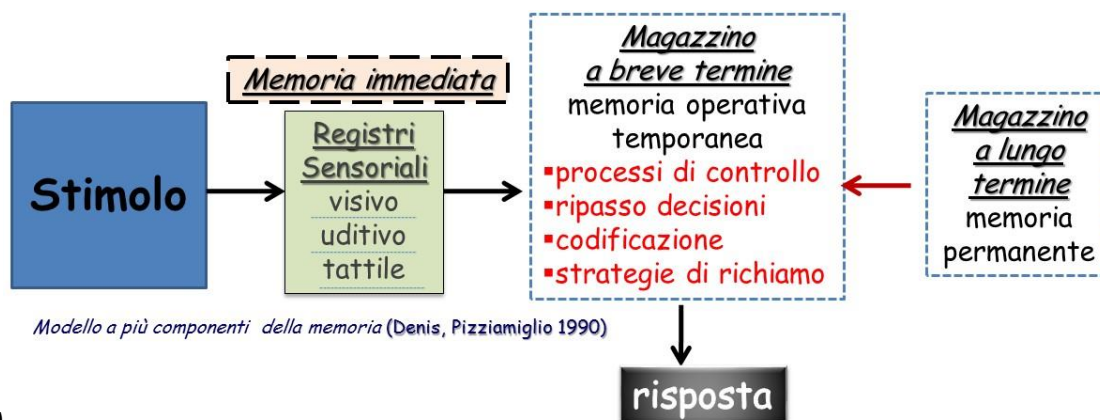 Stimolo
Memoria immediata
Registri
Sensoriali
visivo
uditivo
tattile
Magazzino
a breve termine
memoria operativa
temporanea
▪processi di controllo
▪ripasso decisioni
▪codificazione
▪strategie di richiamo
Magazzino
a lungo
termine
memoria
permanente
Modello a più componenti della memoria (Denis, Pizziamiglio 1990)
risposta